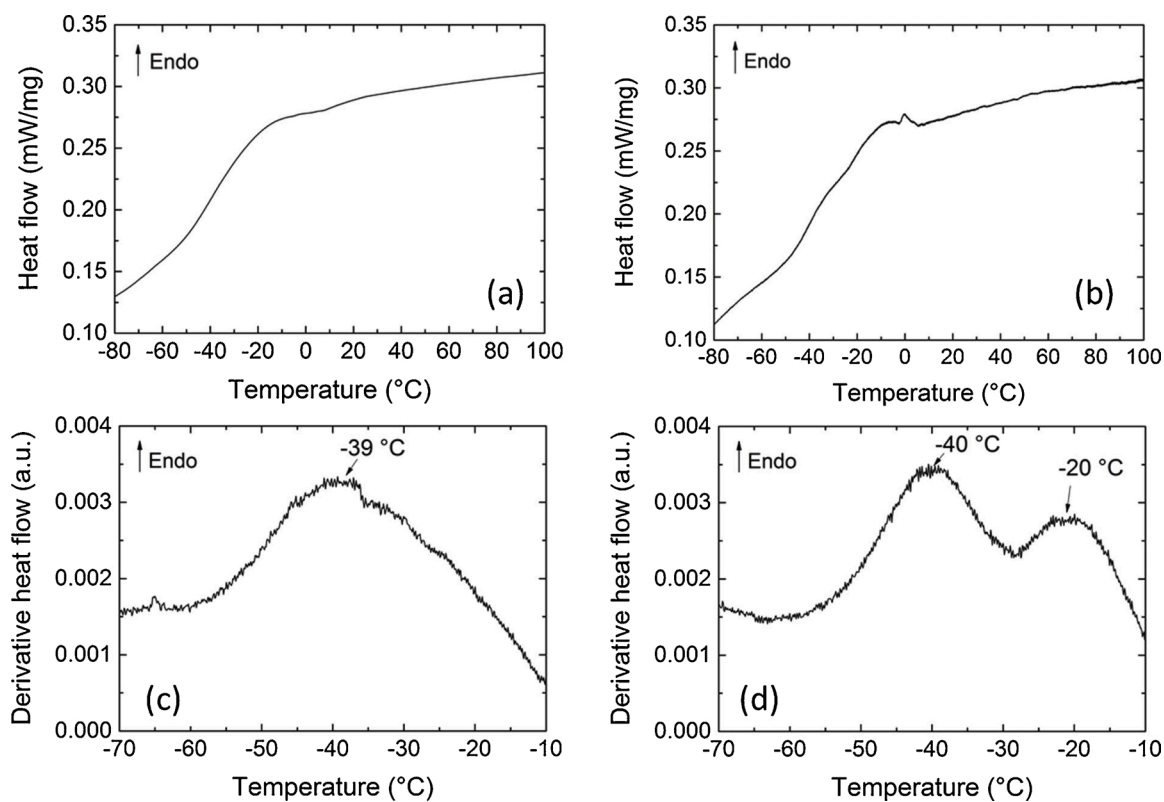 Heat flow (mW/mg)
0.35
0.30
0.25
0.20
0.15
0.10
Endo
(a)
-80 -60 -40 -20 0 20 40 60 80 100
Temperature (°C)
Heat flow (mW/mg)
0.35
0.30
0.25
0.20
0.15
0.10
Endo
(b)
-80 -60 -40 -20 0 20 40 60 80 100
Temperature (°C)
Derivative heat flow (a.u.)
0.004
0.003
0.002
0.001
0.000
Endo
-39 °C
(c)
-70 -60 -50 -40 -30 -20 -10
Temperature (°C)
Derivative heat flow (a.u.)
0.004
0.003
0.002
0.001
0.000
Endo
-40 °C
-20 °C
(d)
-70 -60 -50 -40 -30 -20 -10
Temperature (°C)